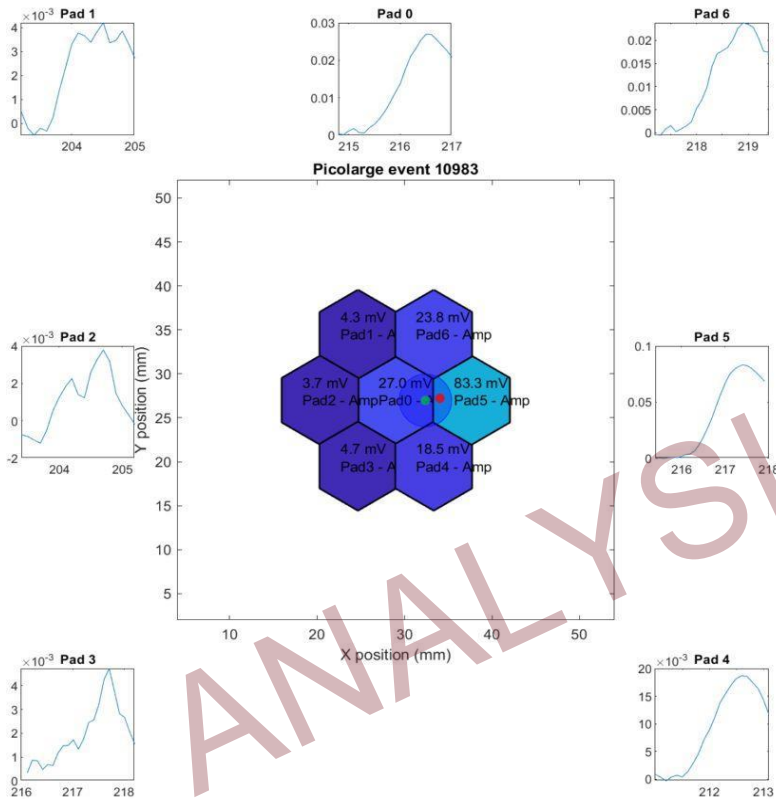 Pad 1
×10⁻³
4
3
2
1
0
204
205
Pad 0
0.03
0.02
0.01
0
215
216
217
Pad 6
0.02
0.015
0.01
0.005
0
218
219
Picolarge event 10983
50
45
40
35
30
25
20
15
10
5
10
20
30
40
50
X position (mm)
Y position (mm)
4.3 mV
Pad1 - A
23.8 mV
Pad6 - Amp
3.7 mV
Pad2 - Amp
27.0 mV
Pad0 - A
83.3 mV
Pad5 - Amp
4.7 mV
Pad3 - A
18.5 mV
Pad4 - Amp
Pad 2
×10⁻³
4
2
0
-2
204
205
Pad 5
0.1
0.05
0
216
217
218
Pad 3
×10⁻³
4
3
2
1
0
216
217
218
Pad 4
20 ×10⁻³
15
10
5
0
212
213
ANALYSI